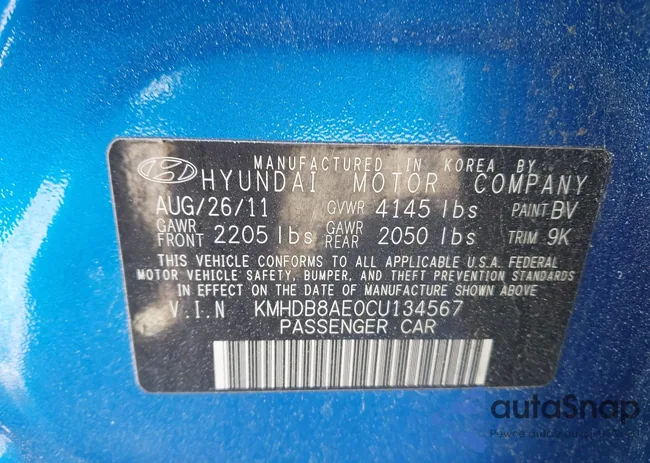 MANUFACTURED IN KOREA BY
HYUNDAI MOTOR COMPANY
AUG/26/11 GVWR 4145 lbs PAINT BV
GAWR FRONT 2205 lbs GAWR REAR 2050 lbs TRIM 9K
THIS VEHICLE CONFORMS TO ALL APPLICABLE U.S.A. FEDERAL
MOTOR VEHICLE SAFETY, BUMPER, AND THEFT PREVENTION STANDARDS
IN EFFECT ON THE DATE OF MANUFACTURE SHOWN ABOVE
V.I.N KMHDB8AE0CU134567
PASSENGER CAR
autoSnap